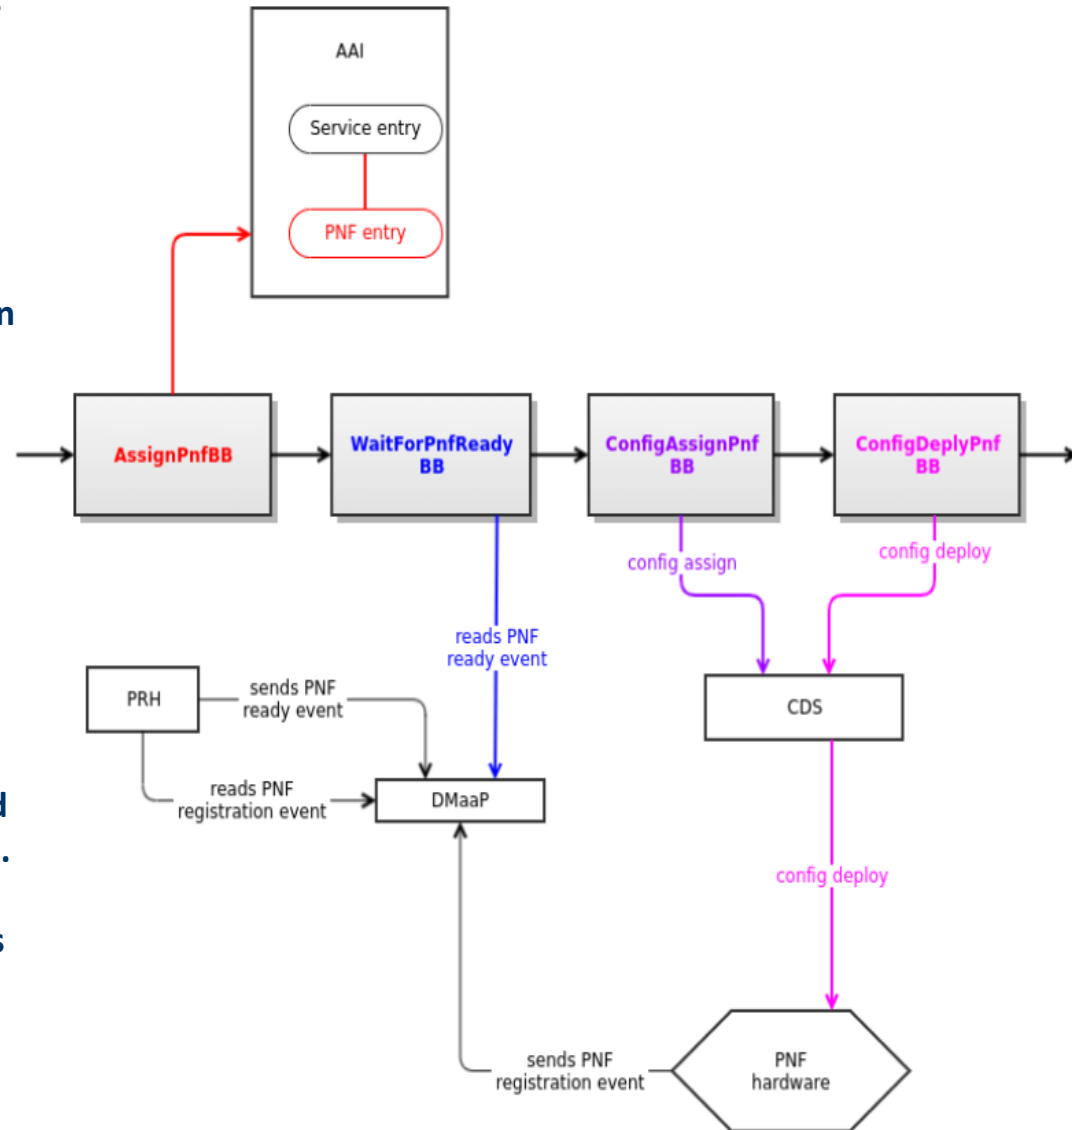 AAI
Service entry
PNF entry
n
AssignPnfBB
WaitForPnfReady
BB
ConfigAssignPnf
BB
ConfigDeplyPnf
BB
config assign
config deploy
reads PNF
ready event
PRH
sends PNF
ready event
CDS
reads PNF
registration event
DMaaP
d
.
config deploy
s
sends PNF
registration event
PNF
hardware